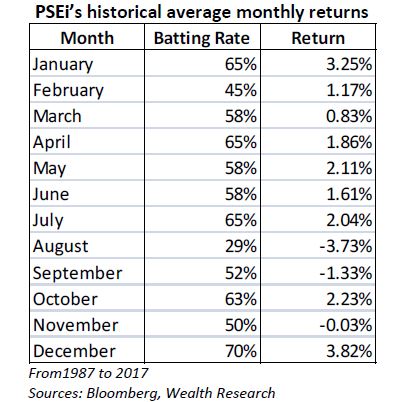 PSEi’s historical average monthly returns
Month Batting Rate Return
January 65% 3.25%
February 45% 1.17%
March 58% 0.83%
April 65% 1.86%
May 58% 2.11%
June 58% 1.61%
July 65% 2.04%
August 29% -3.73%
September 52% -1.33%
October 63% 2.23%
November 50% -0.03%
December 70% 3.82%
From1987 to 2017
Sources: Bloomberg, Wealth Research